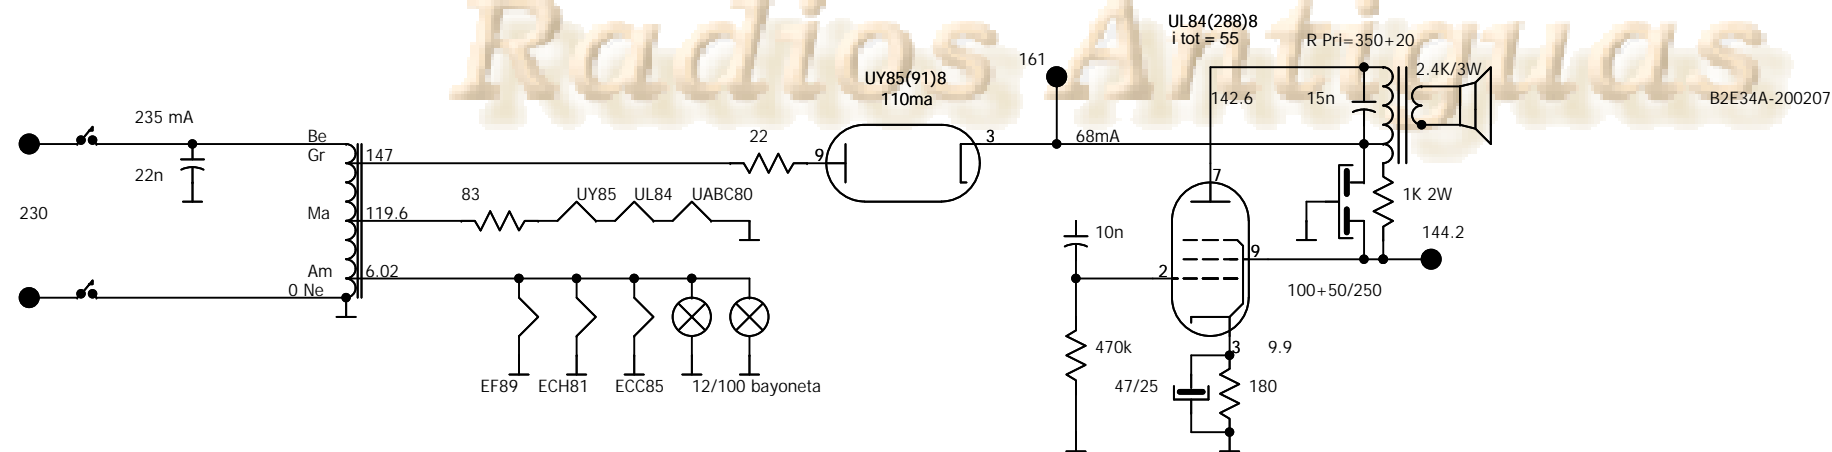 Radios Antiguas
UL84(288)8
i tot = 55
R Pri=350+20
161
2.4K/3W
UY85(91)8
110ma
142.6
15n
B2E34A-200207
235 mA
Be
Gr
147
22
9
3
68mA
22n
7
1K 2W
83
UY85
UL84
UABC80
230
Ma
119.6
10n
144.2
9
Am
6.02
2
0 Ne
100+50/250
470k
3
9.9
EF89
ECH81
ECC85
12/100 bayoneta
47/25
180